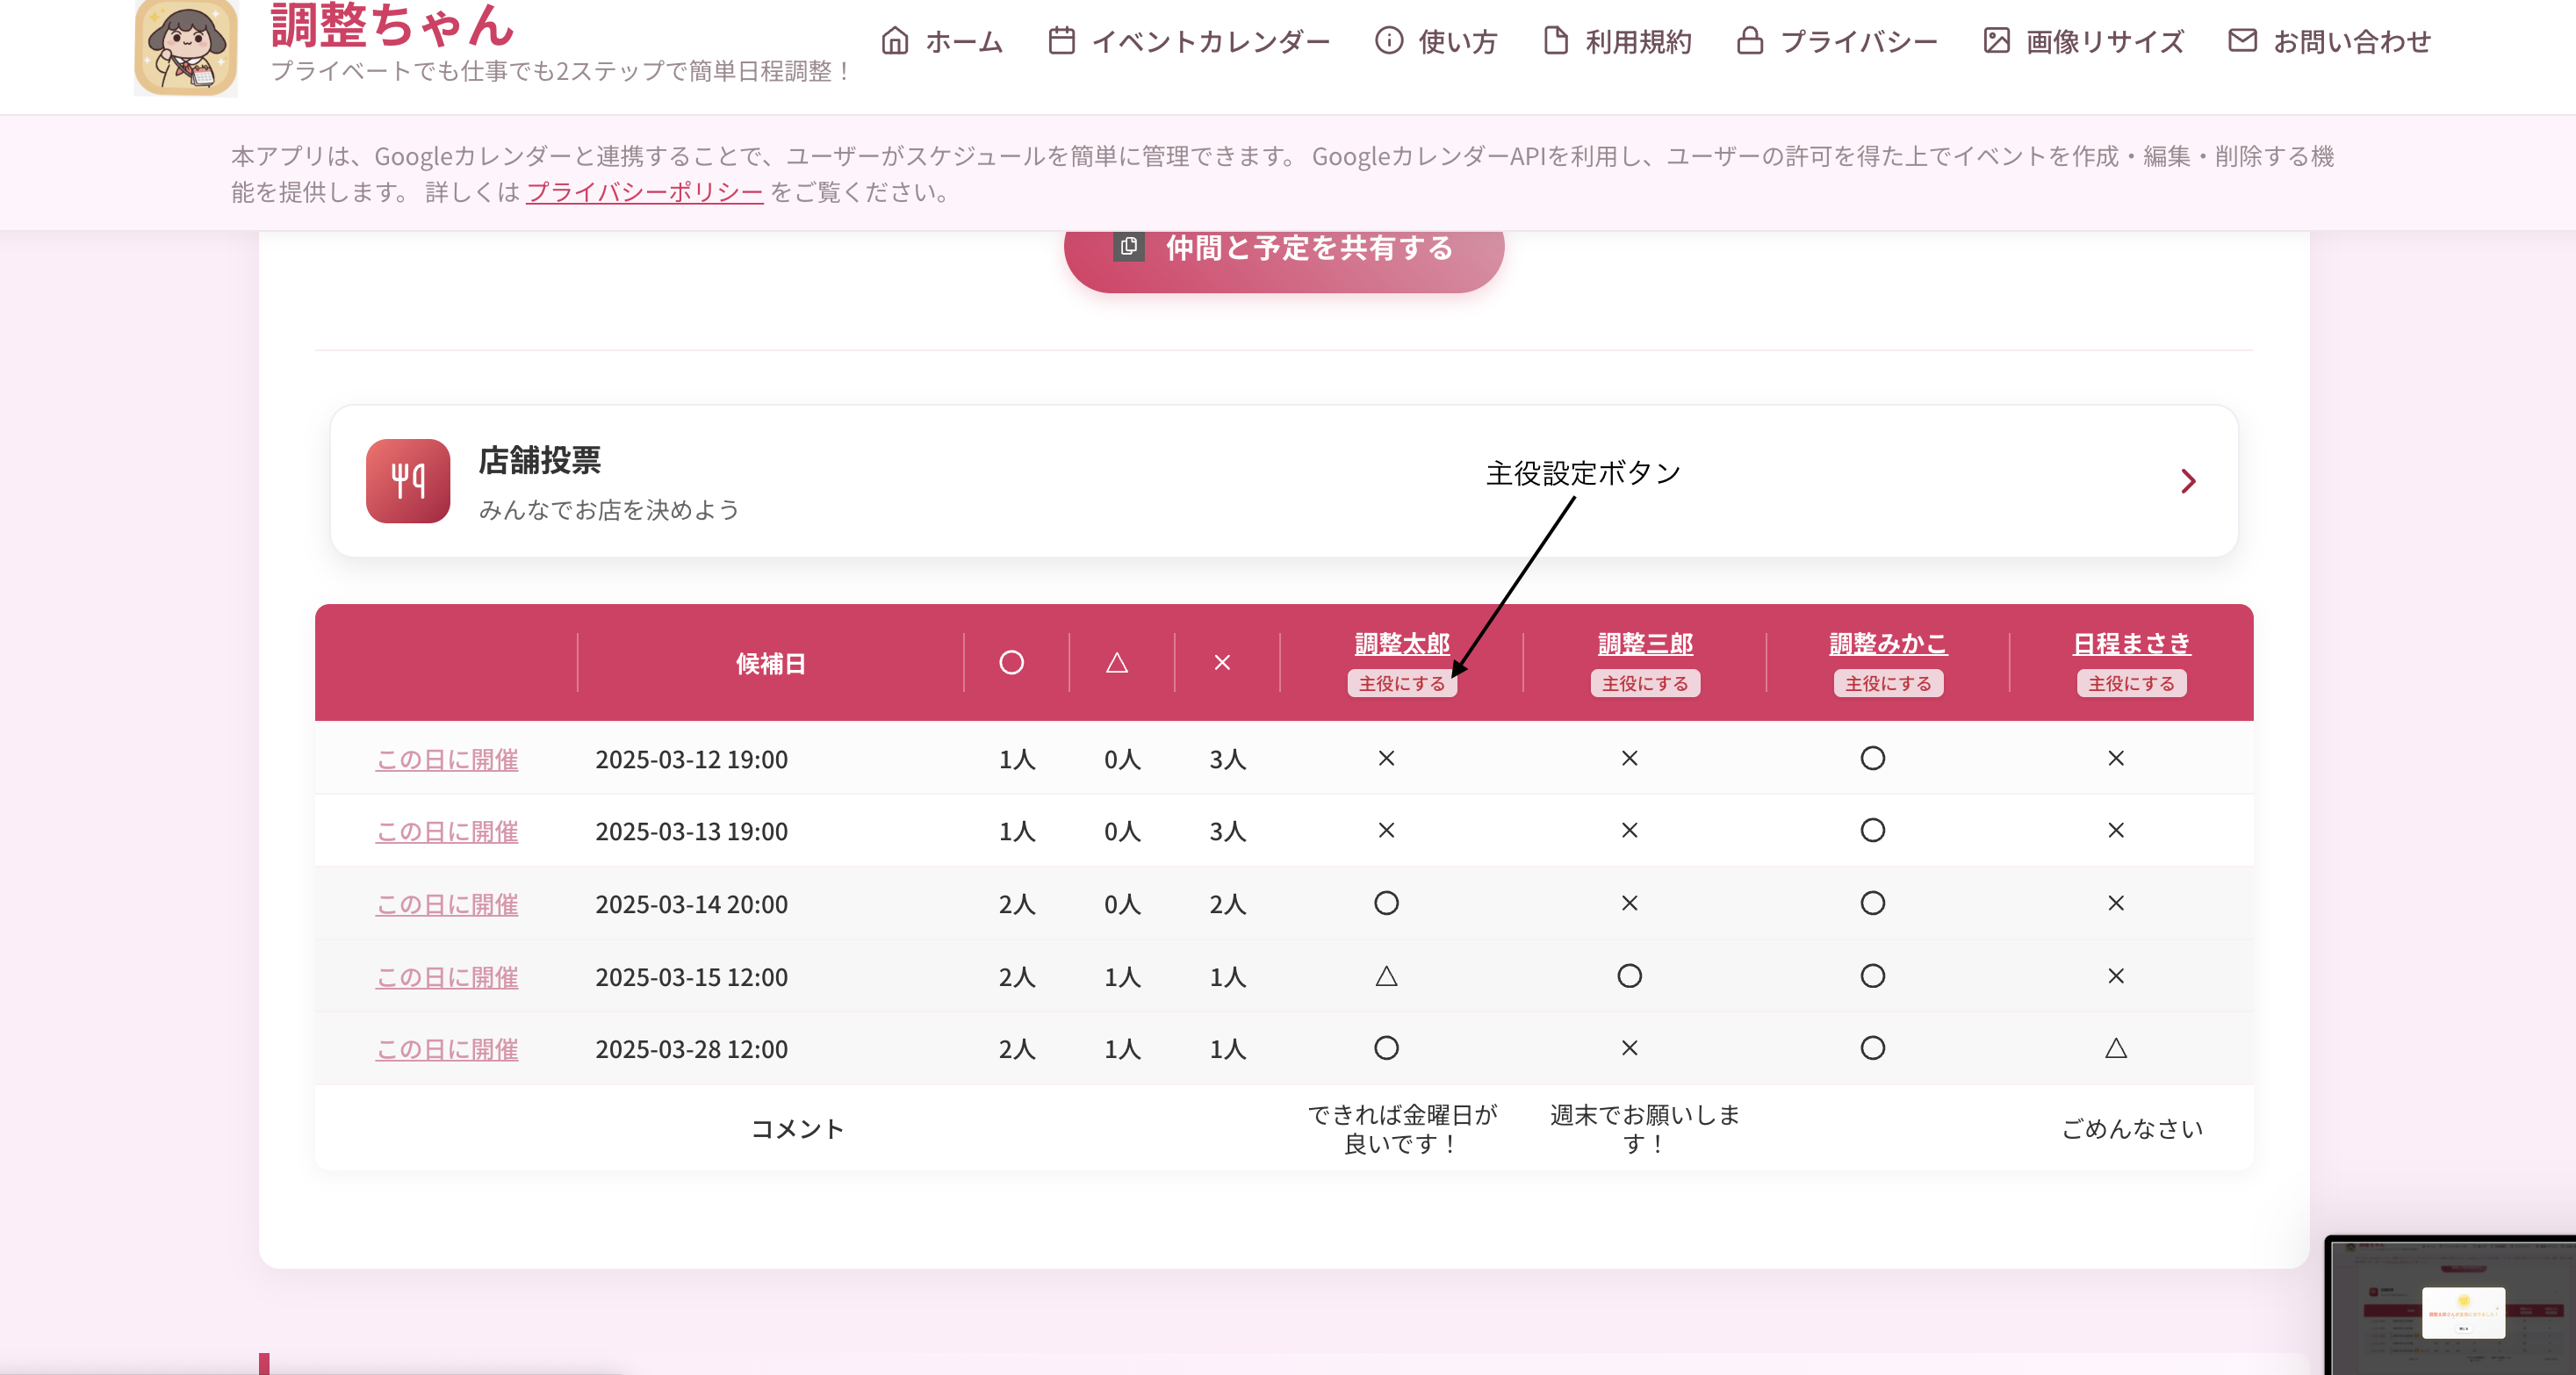 調整ちゃん
プライベートでも仕事でも2ステップで簡単日程調整！
ホーム イベントカレンダー 使い方 利用規約 プライバシー 画像リサイズ お問い合わせ
本アプリは、Googleカレンダーと連携することで、ユーザーがスケジュールを簡単に管理できます。 GoogleカレンダーAPIを利用し、ユーザーの許可を得た上でイベントを作成・編集・削除する機
能を提供します。 詳しくは プライバシーポリシー をご覧ください。
仲間と予定を共有する
店舗投票
みんなでお店を決めよう
主役設定ボタン
候補日 〇 △ × 調整太郎 調整三郎 調整みかこ 日程まさき
主役にする 主役にする 主役にする 主役にする
この日に開催 2025-03-12 19:00 1人 0人 3人 × × 〇 ×
この日に開催 2025-03-13 19:00 1人 0人 3人 × × 〇 ×
この日に開催 2025-03-14 20:00 2人 0人 2人 〇 × 〇 ×
この日に開催 2025-03-15 12:00 2人 1人 1人 △ 〇 〇 ×
この日に開催 2025-03-28 12:00 2人 1人 1人 〇 × 〇 △
コメント できれば金曜日が 週末でお願いしま ごめんなさい
良いです！ す！